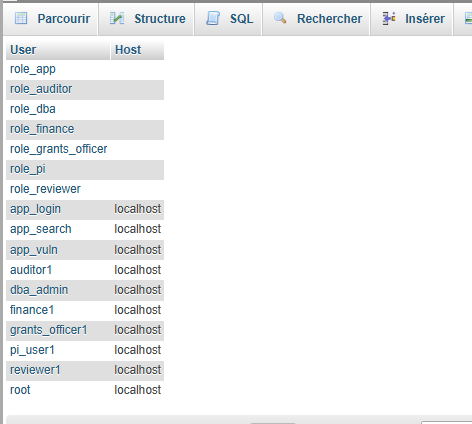 Parcourir Structure SQL Rechercher Insérer
User Host
role_app
role_auditor
role_dba
role_finance
role_grants_officer
role_pi
role_reviewer
app_login localhost
app_search localhost
app_vuln localhost
auditor1 localhost
dba_admin localhost
finance1 localhost
grants_officer1 localhost
pi_user1 localhost
reviewer1 localhost
root localhost